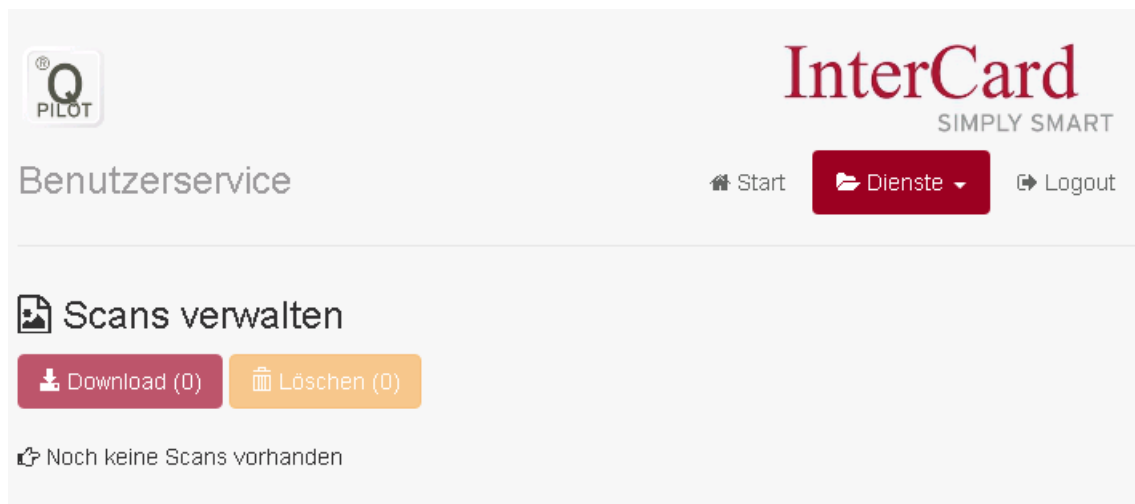 ®
Q
PILOT
InterCard
SIMPLY SMART
Benutzerservice
Start
Dienste
Logout
Scans verwalten
Download (0)
Löschen (0)
Noch keine Scans vorhanden